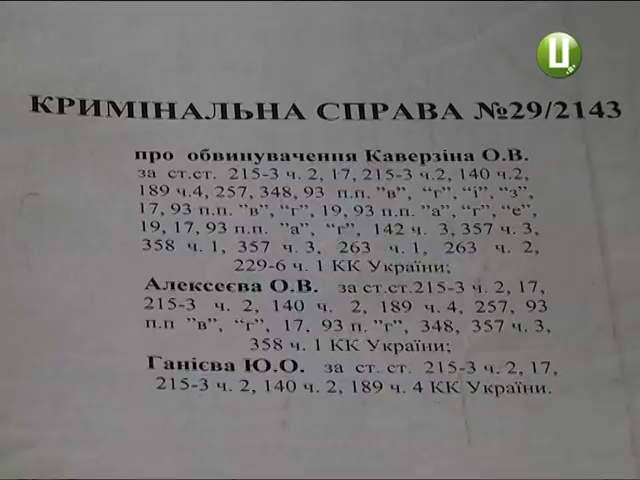 Ц
КРИМІНАЛЬНА СПРАВА №29/2143
про обвинувачення Каверзіна О.В.
за ст.ст. 215-3 ч. 2, 17, 215-3 ч. 2, 140 ч.2,
189 ч.4, 257, 348, 93 п.п. ”в”, “г”, “і”, “з”,
17, 93 п.п. ”в”, “г”, 19, 93 п.п. ”а”, “г”, “е”,
19, 17, 93 п.п. ”а”, “г”, 142 ч. 3, 357 ч. 3,
358 ч. 1, 357 ч. 3, 263 ч. 1, 263 ч. 2,
229-6 ч. 1 КК України;
Алексеєва О.В. за ст.ст.215-3 ч. 2, 17,
215-3 ч. 2, 140 ч. 2, 189 ч. 4, 257, 93
п.п ”в”, “г”, 17, 93 п. ”г”, 348, 357 ч. 3,
358 ч. 1 КК України;
Ганієва Ю.О. за ст. ст. 215-3 ч. 2, 17,
215-3 ч. 2, 140 ч. 2, 189 ч. 4 КК України.